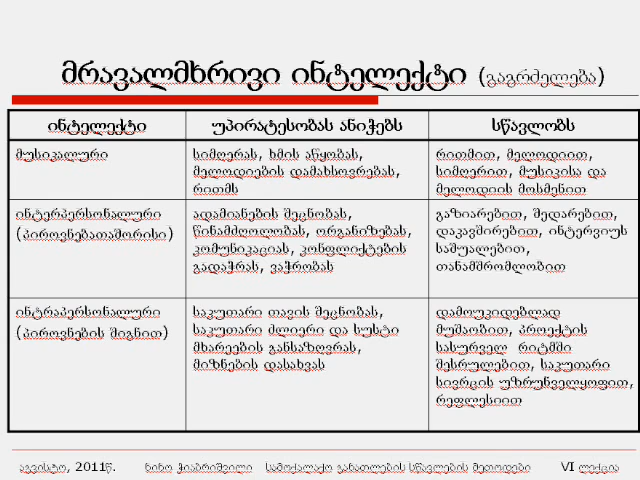 მრავალმხრივი ინტელექტი (გაგრძელება)
ინტელექტი
უპირატესობას ანიჭებს
სწავლობს
მუსიკალური
სიმღერას, ხმის აწყობას,
მელოდიების დამახსოვრებას,
რითმს
რითმით, მელოდიით,
სიმღერით, მუსიკისა და
მელოდიის მოსმენით
ინტერპერსონალური
(პიროვნებათაშორისი)
ადამიანების შეცნობას,
წინამძღოლობას, ორგანიზებას,
კომუნიკაციას, კონფლიქტების
გადაჭრას, ვაჭრობას
გაზიარებით, შედარებით,
დაკავშირებით, ინტერვიუს
საშუალებით,
თანამშრომლობით
ინტრაპერსონალური
(პიროვნების შიგნით)
საკუთარი თავის შეცნობას,
საკუთარი ძლიერი და სუსტი
მხარეების განსაზღვრას,
მიზნების დასახვას
დამოუკიდებლად
მუშაობით, პროექტის
სასურველ რიტმში
შესრულებით, საკუთარი
სივრცის უზრუნველყოფით,
რეფლესიით
აგვისტო, 2011წ. ნინო ჭიაბრიშვილი სამოქალაქო განათლების სწავლების მეთოდები VI ლექცია